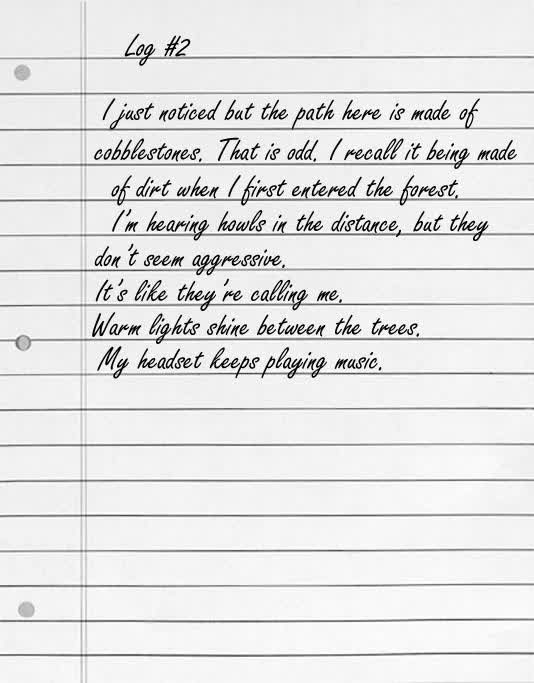 Log #2
I just noticed but the path here is made of
cobblestones. That is odd. I recall it being made
of dirt when I first entered the forest.
I'm hearing howls in the distance, but they
don't seem aggressive.
It's like they're calling me.
Warm lights shine between the trees.
My headset keeps playing music.